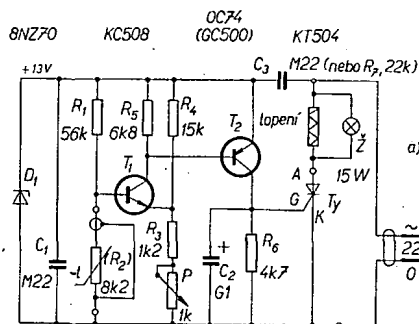 OC74
8NZ70 KC508 (GC500) KT504
+13V
C3 M22 (nebo R7, 22k)
R1 R5 R4
56k 6k8 15k
T2
topení
Ž
a)
T1
D1
A 15W
G
K Ty
R3
1k2
~
22
0
C1
M22
-t (R2)
8k2
P
1k
+
C2
G1
R6
4k7